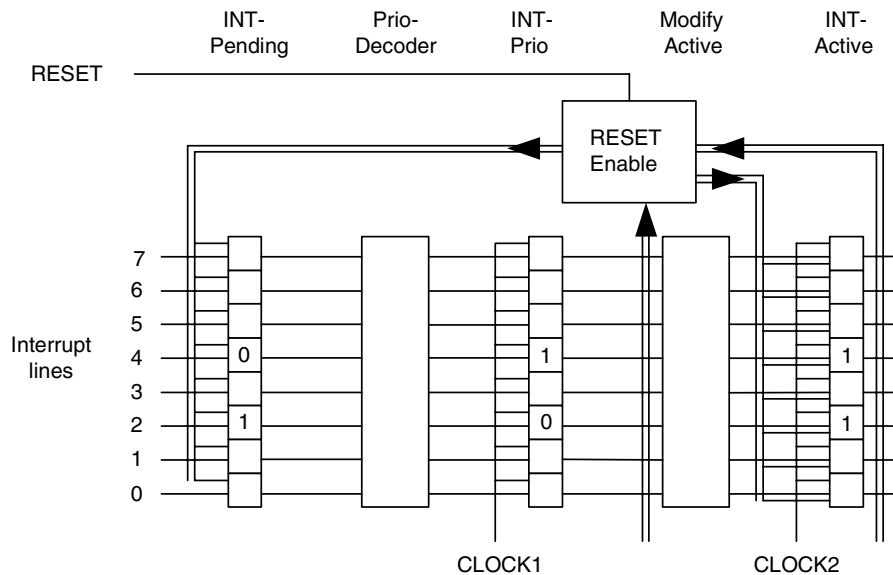 INT-
Pending
Prio-
Decoder
INT-
Prio
Modify
Active
INT-
Active
RESET
RESET
Enable
7
6
5
Interrupt
lines
4
0
1
1
3
2
1
0
1
1
0
CLOCK1
CLOCK2